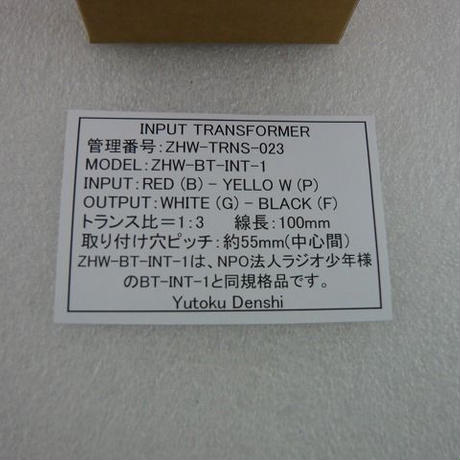 INPUT TRANSFORMER
管理番号:ZHW-TRNS-023
MODEL:ZHW-BT-INT-1
INPUT:RED (B) - YELLO W (P)
OUTPUT:WHITE (G) - BLACK (F)
トランス比＝1:3　線長:100mm
取り付け穴ピッチ:約55mm(中心間)
ZHW-BT-INT-1は、NPO法人ラジオ少年様
のBT-INT-1と同規格品です。
Yutoku Denshi